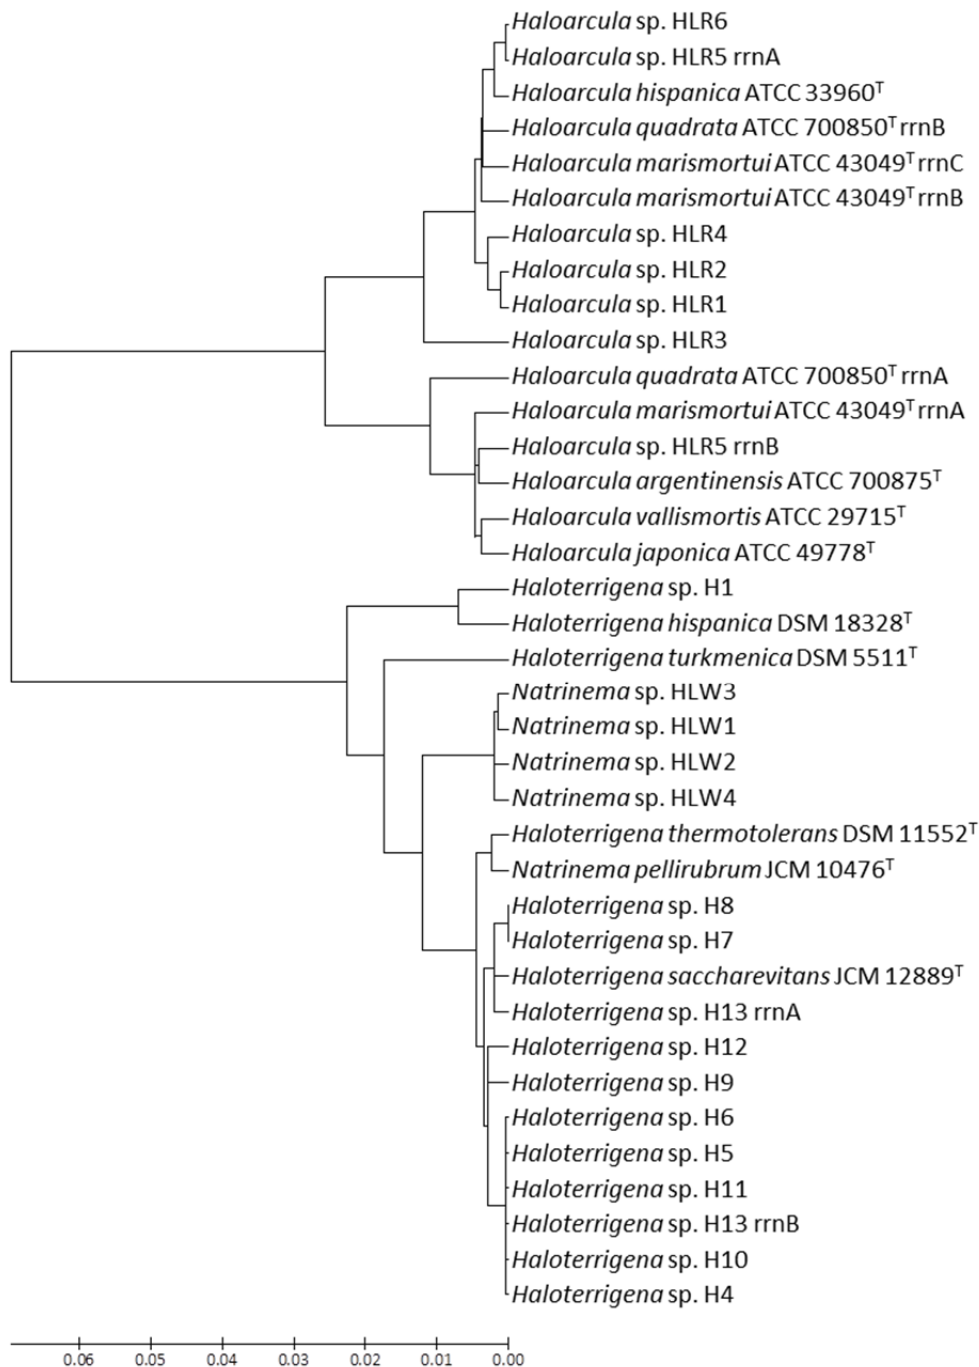 Haloarcula sp. HLR6
Haloarcula sp. HLR5 rrnA
Haloarcula hispanica ATCC 33960ᵀ
Haloarcula quadrata ATCC 700850ᵀ rrnB
Haloarcula marismortui ATCC 43049ᵀ rrnC
Haloarcula marismortui ATCC 43049ᵀ rrnB
Haloarcula sp. HLR4
Haloarcula sp. HLR2
Haloarcula sp. HLR1
Haloarcula sp. HLR3
Haloarcula quadrata ATCC 700850ᵀ rrnA
Haloarcula marismortui ATCC 43049ᵀ rrnA
Haloarcula sp. HLR5 rrnB
Haloarcula argentinensis ATCC 700875ᵀ
Haloarcula vallismortis ATCC 29715ᵀ
Haloarcula japonica ATCC 49778ᵀ
Haloterrigena sp. H1
Haloterrigena hispanica DSM 18328ᵀ
Haloterrigena turkmenica DSM 5511ᵀ
Natrinema sp. HLW3
Natrinema sp. HLW1
Natrinema sp. HLW2
Natrinema sp. HLW4
Haloterrigena thermotolerans DSM 11552ᵀ
Natrinema pellirubrum JCM 10476ᵀ
Haloterrigena sp. H8
Haloterrigena sp. H7
Haloterrigena saccharevitans JCM 12889ᵀ
Haloterrigena sp. H13 rrnA
Haloterrigena sp. H12
Haloterrigena sp. H9
Haloterrigena sp. H6
Haloterrigena sp. H5
Haloterrigena sp. H11
Haloterrigena sp. H13 rrnB
Haloterrigena sp. H10
Haloterrigena sp. H4
0.06 0.05 0.04 0.03 0.02 0.01 0.00